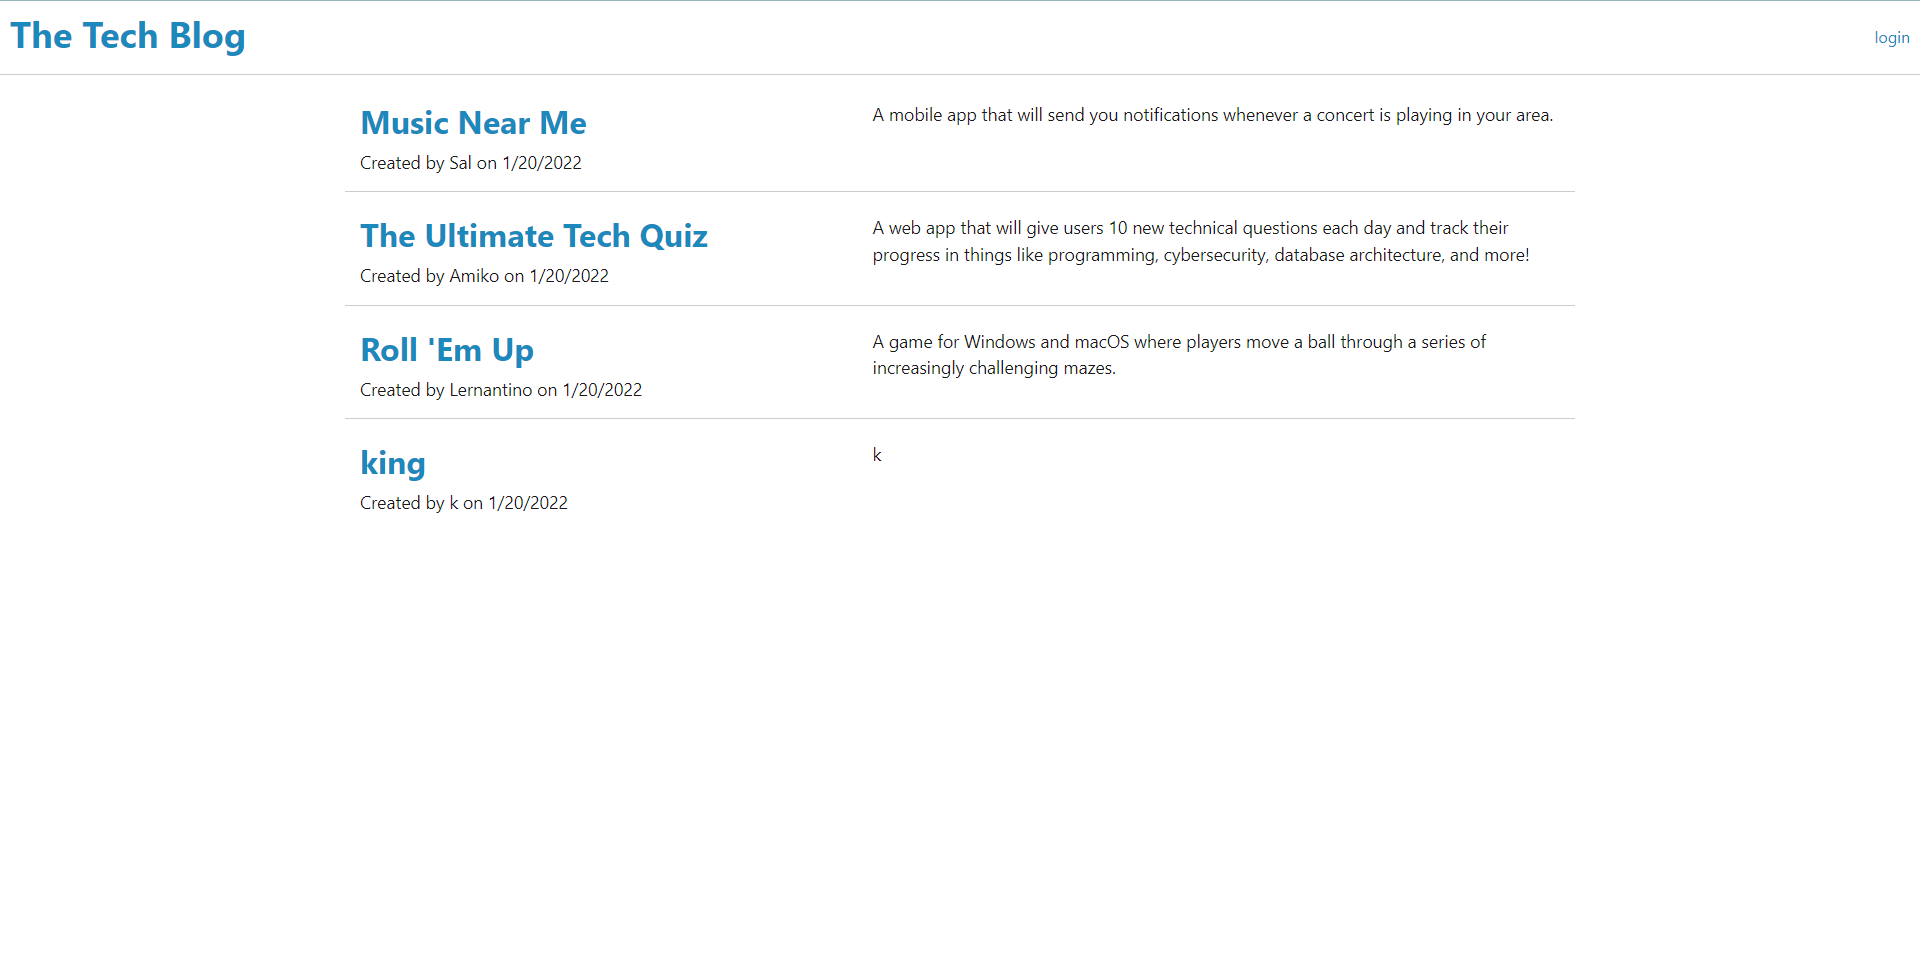 The Tech Blog
login
Music Near Me
Created by Sal on 1/20/2022
A mobile app that will send you notifications whenever a concert is playing in your area.
The Ultimate Tech Quiz
Created by Amiko on 1/20/2022
A web app that will give users 10 new technical questions each day and track their
progress in things like programming, cybersecurity, database architecture, and more!
Roll 'Em Up
Created by Lernantino on 1/20/2022
A game for Windows and macOS where players move a ball through a series of
increasingly challenging mazes.
king
Created by k on 1/20/2022
k